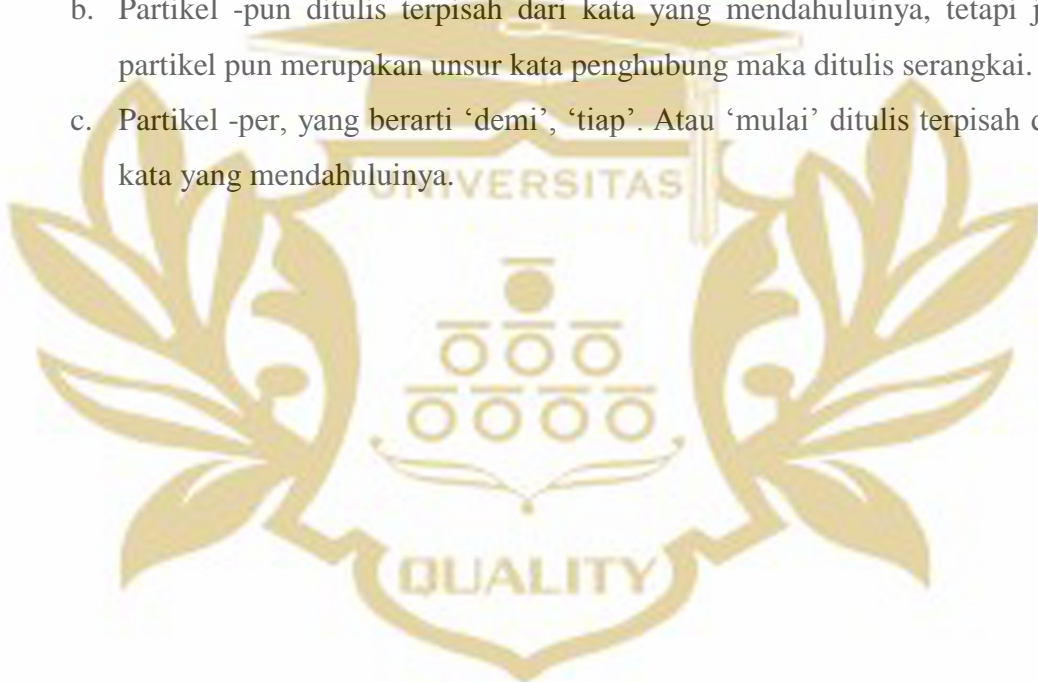 b. Partikel -pun ditulis terpisah dari kata yang mendahuluinya, tetapi j
partikel pun merupakan unsur kata penghubung maka ditulis serangkai.
c. Partikel -per, yang berarti ‘demi’, ‘tiap’. Atau ‘mulai’ ditulis terpisah d
kata yang mendahuluinya.
UNIVERSITAS
QUALITY